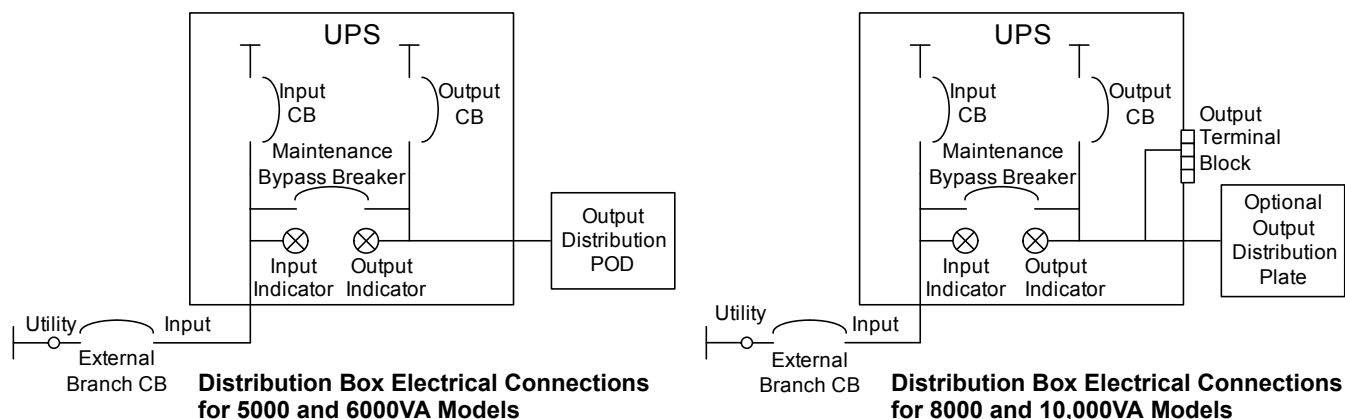 UPS
Input
CB
Output
CB
Maintenance
Bypass Breaker
Input
Indicator
Output
Indicator
Output
Distribution
POD
Utility
Input
External
Branch CB
Distribution Box Electrical Connections
for 5000 and 6000VA Models
UPS
Input
CB
Output
CB
Output
Terminal
Block
Maintenance
Bypass Breaker
Input
Indicator
Output
Indicator
Optional
Output
Distribution
Plate
Utility
Input
External
Branch CB
Distribution Box Electrical Connections
for 8000 and 10,000VA Models